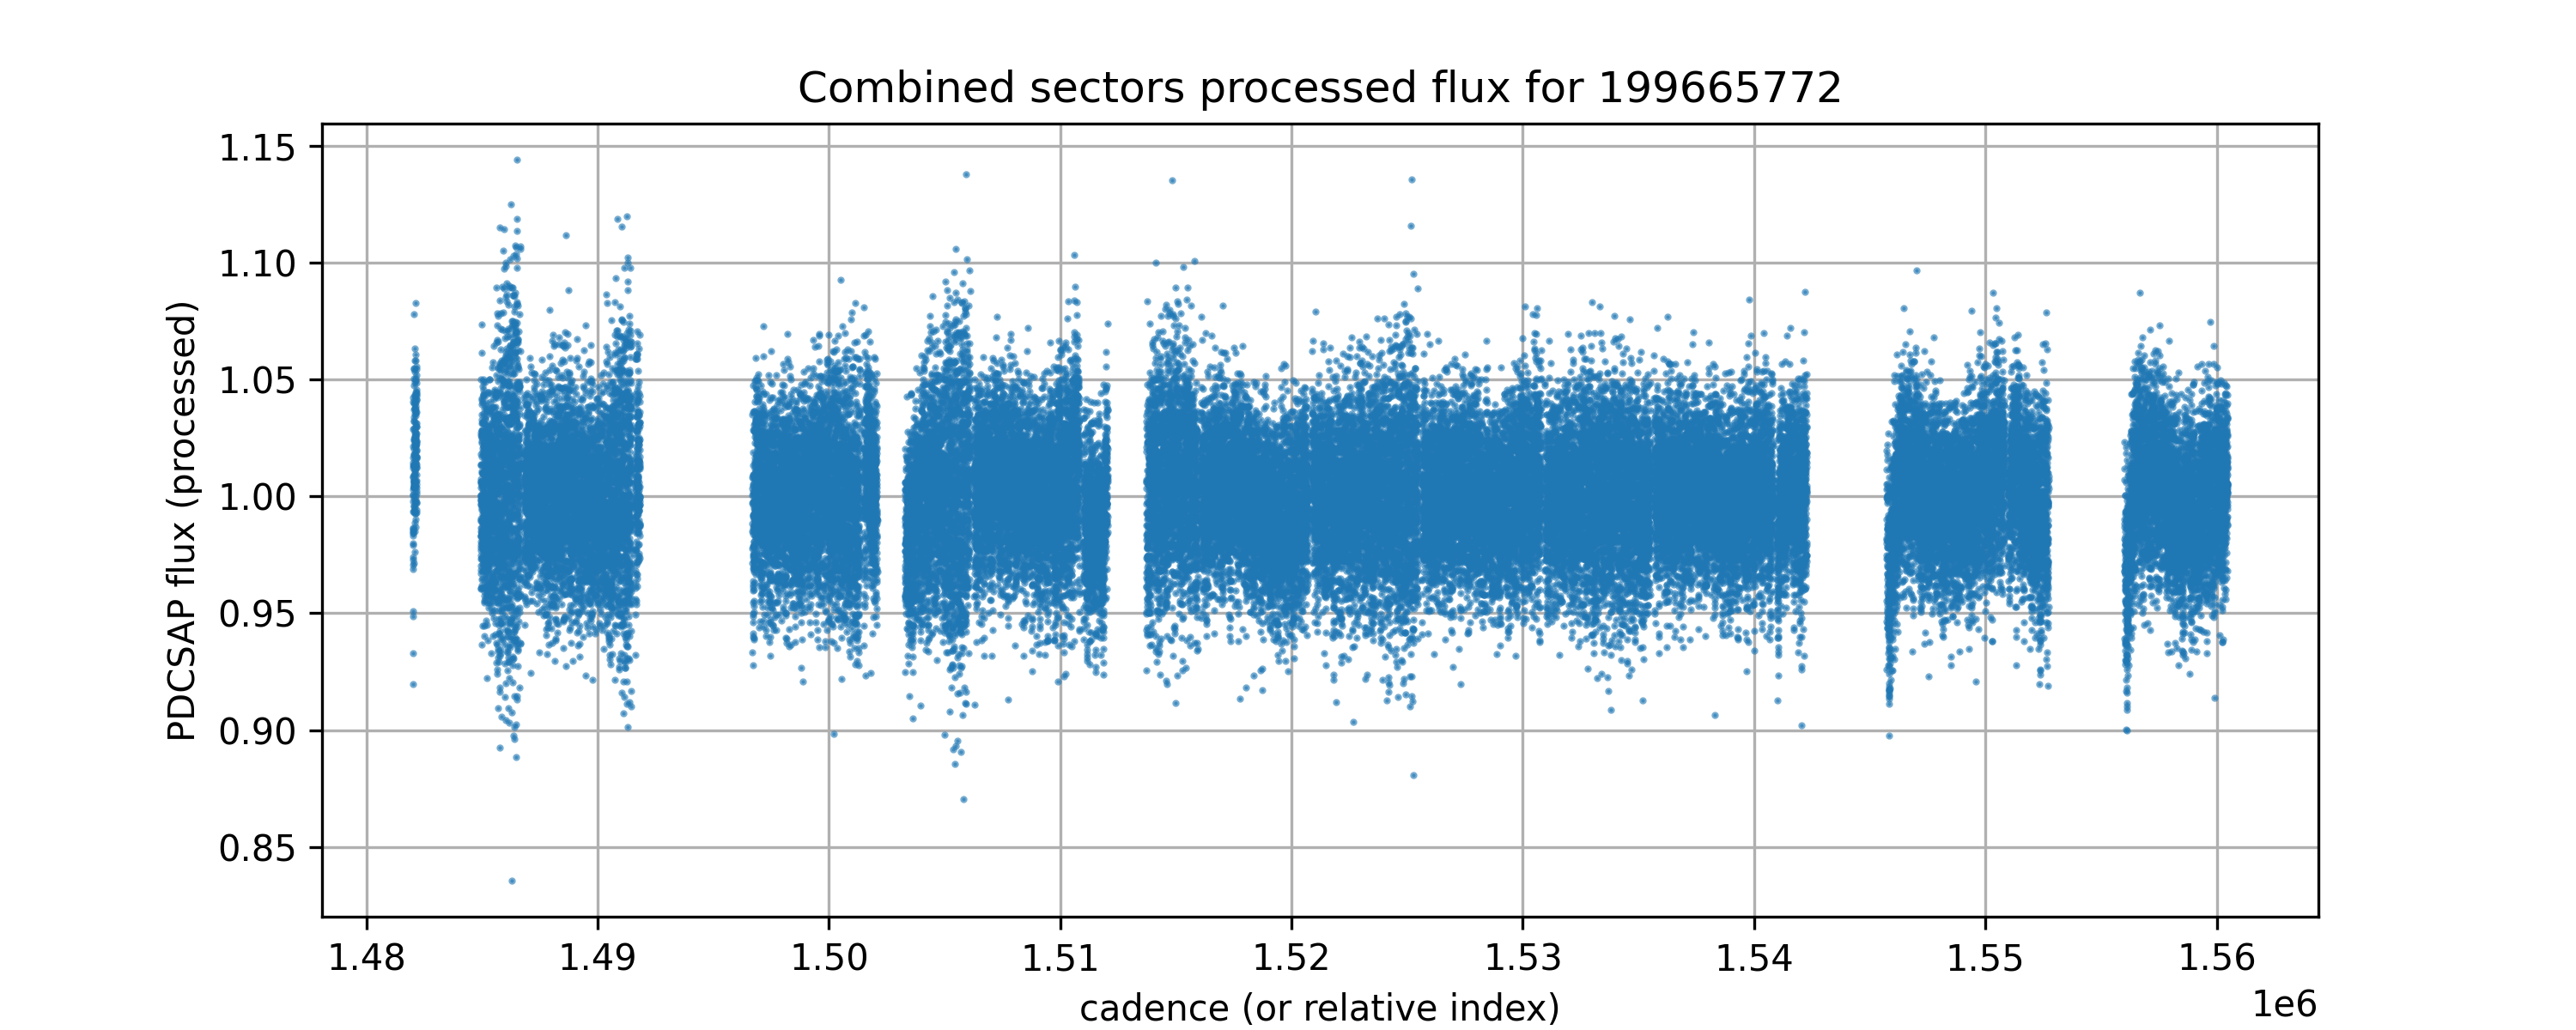 Combined sectors processed flux for 199665772
PDCSAP flux (processed)
1.15
1.10
1.05
1.00
0.95
0.90
0.85
1.48 1.49 1.50 1.51 1.52 1.53 1.54 1.55 1.56
cadence (or relative index)
1e6